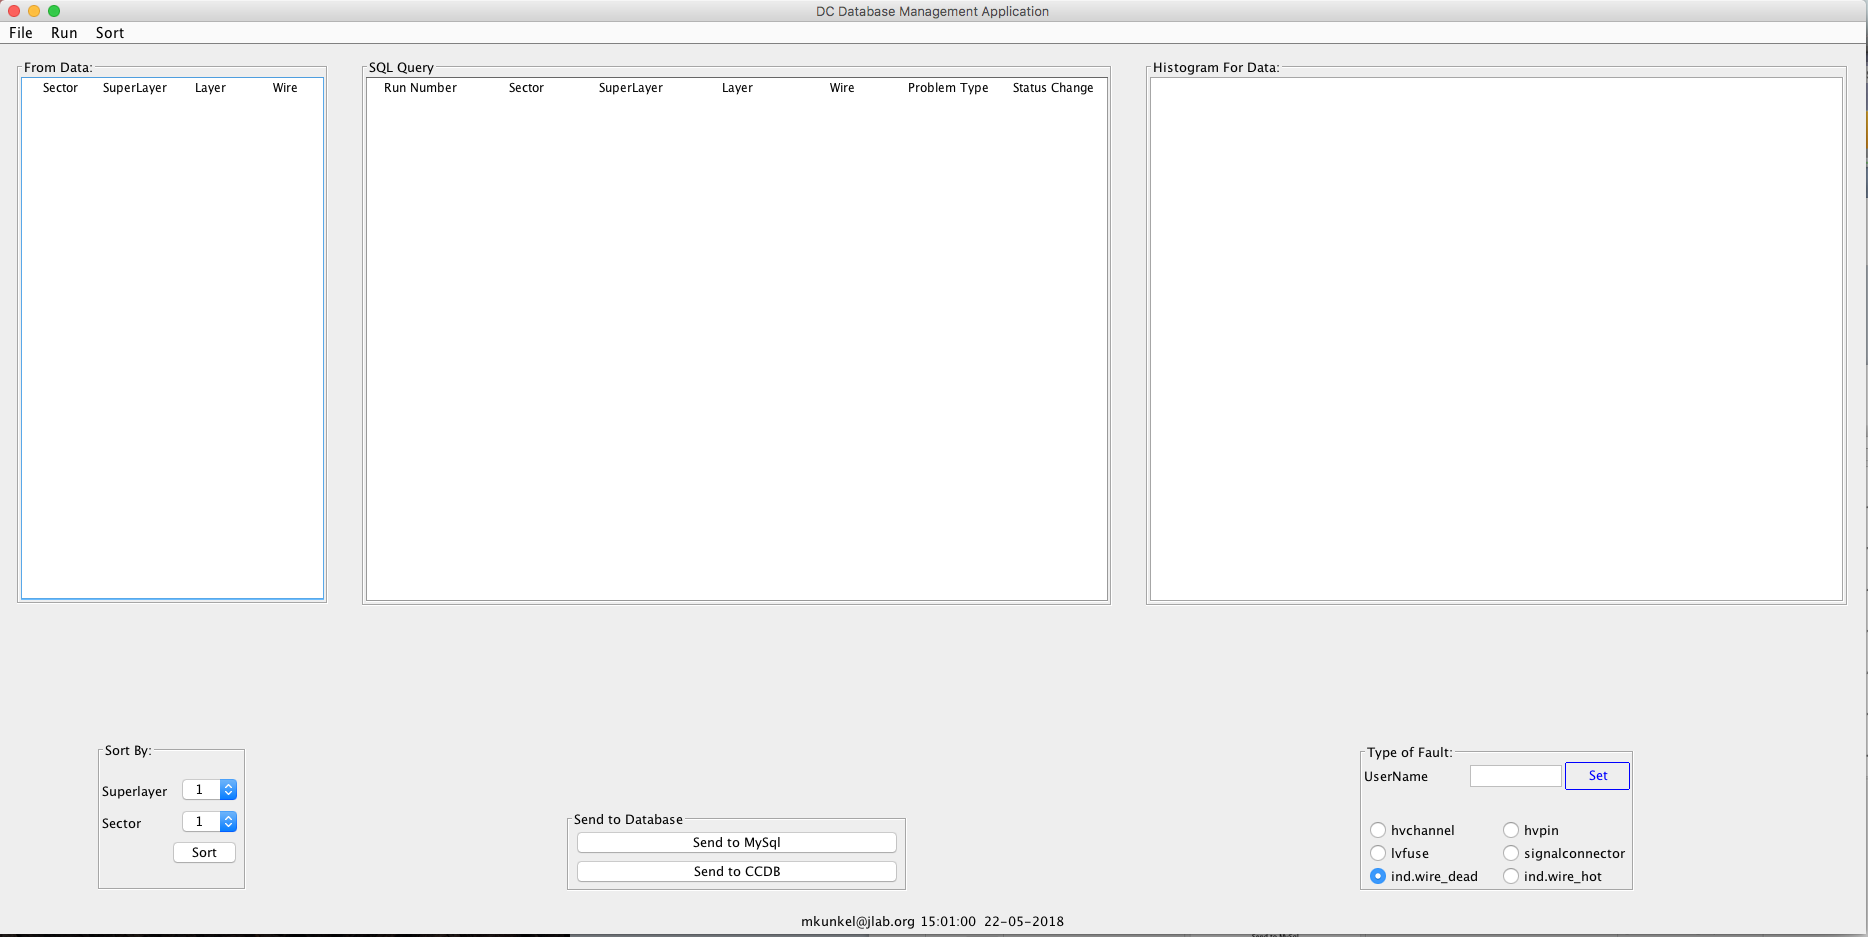 DC Database Management Application
File Run Sort
From Data:
Sector SuperLayer Layer Wire
SQL Query
Run Number Sector SuperLayer Layer Wire Problem Type Status Change
Histogram For Data:
Sort By:
Superlayer 1
Sector 1
Sort
Send to Database
Send to MySql
Send to CCDB
Type of Fault:
UserName Set
hvchannel hvpin
lvfuse signalconnector
ind.wire_dead ind.wire_hot
mkunkel@jlab.org 15:01:00 22-05-2018